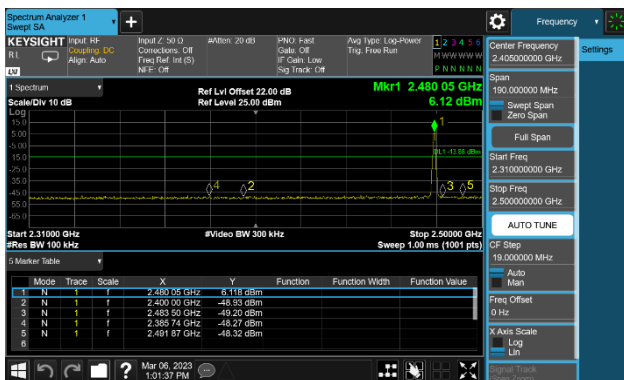 Spectrum Analyzer 1
Swept SA
Frequency
KEYSIGHT
Input: RF
Coupling: DC
Align: Auto
Input Z: 50 Ω
Corrections: Off
Freq Ref: Int (S)
NFE: Off
#Atten: 20 dB
PNO: Fast
Gate: Off
IF Gain: Low
Sig Track: Off
Avg Type: Log-Power
Trig: Free Run
1 2 3 4 5 6
M W W W W W
P N N N N N
RL
LXI
1 Spectrum
Scale/Div 10 dB
Ref Lvl Offset 22.00 dB
Ref Level 25.00 dBm
Mkr1 2.480 05 GHz
6.12 dBm
Log
15.0
5.00
-5.00
-15.0
-25.0
-35.0
-45.0
-55.0
-65.0
1
DL1 -13.88 dBm
4
2
3
5
Start 2.31000 GHz
#Res BW 100 kHz
#Video BW 300 kHz
Stop 2.50000 GHz
Sweep 1.00 ms (1001 pts)
5 Marker Table
Mode Trace Scale X Y Function Function Width Function Value
1 N 1 f 2.480 05 GHz 6.118 dBm
2 N 1 f 2.400 00 GHz -48.93 dBm
3 N 1 f 2.483 50 GHz -49.20 dBm
4 N 1 f 2.385 74 GHz -48.27 dBm
5 N 1 f 2.491 87 GHz -48.32 dBm
6
Mar 06, 2023
1:01:37 PM
Center Frequency
2.405000000 GHz
Settings
Span
190.000000 MHz
Swept Span
Zero Span
Full Span
Start Freq
2.310000000 GHz
Stop Freq
2.500000000 GHz
AUTO TUNE
CF Step
19.000000 MHz
Auto
Man
Freq Offset
0 Hz
X Axis Scale
Log
Lin
Signal Track
(Span Zoom)